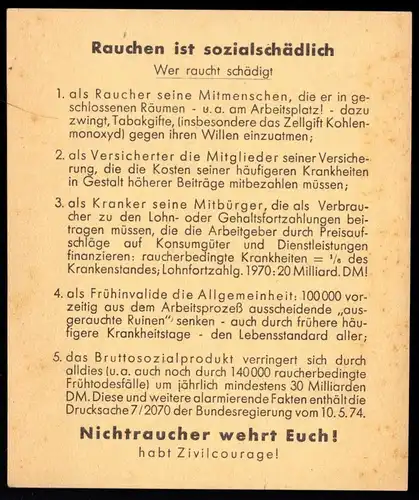 Rauchen ist sozialschädlich
Wer raucht schädigt
1. als Raucher seine Mitmenschen, die er in ge-
schlossenen Räumen - u.a. am Arbeitsplatz! - dazu
zwingt, Tabakgifte, (insbesondere das Zellgift Kohlen-
monoxyd) gegen ihren Willen einzuatmen;
2. als Versicherter die Mitglieder seiner Versiche-
rung, die die Kosten seiner häufigeren Krankheiten
in Gestalt höherer Beiträge mitbezahlen müssen;
3. als Kranker seine Mitbürger, die als Verbrau-
cher zu den Lohn- oder Gehaltsfortzahlungen bei-
tragen müssen, die die Arbeitgeber durch Preisauf-
schläge auf Konsumgüter und Dienstleistungen
finanzieren: raucherbedingte Krankheiten = 1/6 des
Krankenstandes; Lohnfortzahlg. 1970: 20 Milliard. DM!
4. als Frühinvalide die Allgemeinheit: 100000 vor-
zeitig aus dem Arbeitsprozeß ausscheidende „aus-
gerauchte Ruinen" senken - auch durch frühere häu-
figere Krankheitstage - den Lebensstandard aller;
5. das Bruttosozialprodukt verringert sich durch
alldies (u.a. auch noch durch 140000 raucherbedingte
Frühtodesfälle) um jährlich mindestens 30 Milliarden
DM. Diese und weitere alarmierende Fakten enthält die
Drucksache 7/2070 der Bundesregierung vom 10.5.74.
Nichtraucher wehrt Euch!
habt Zivilcourage!